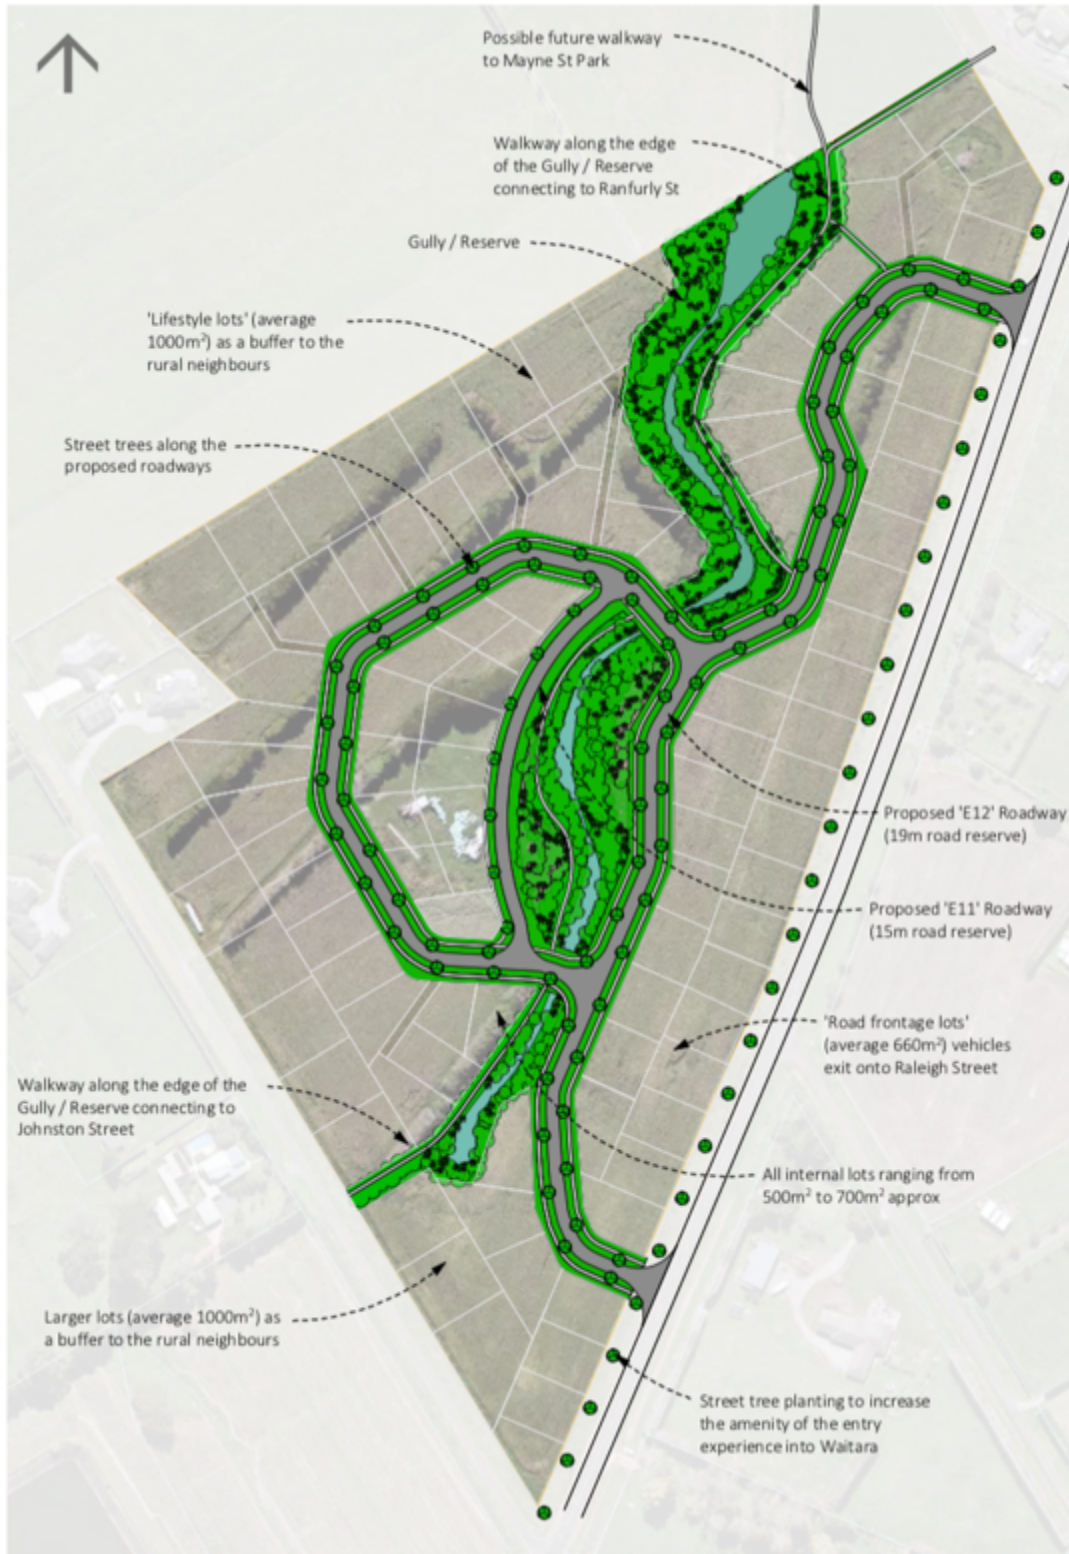 Possible future walkway
to Mayne St Park
Walkway along the edge
of the Gully / Reserve
connecting to Ranfurly St
Gully / Reserve
'Lifestyle lots' (average
1000m²) as a buffer to the
rural neighbours
Street trees along the
proposed roadways
Proposed 'E12' Roadway
(19m road reserve)
Proposed 'E11' Roadway
(15m road reserve)
'Road frontage lots'
(average 660m²) vehicles
exit onto Raleigh Street
Walkway along the edge of the
Gully / Reserve connecting to
Johnston Street
All internal lots ranging from
500m² to 700m² approx
Larger lots (average 1000m²) as
a buffer to the rural neighbours
Street tree planting to increase
the amenity of the entry
experience into Waitara